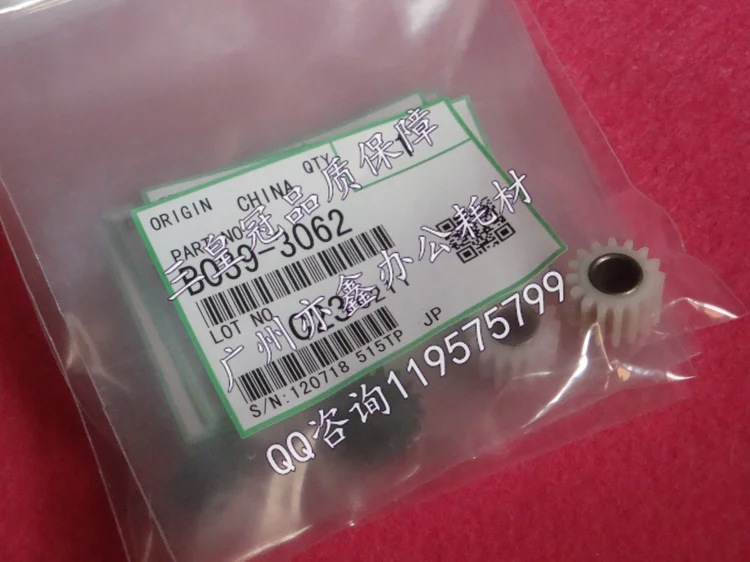 ORIGIN CHINA QTY 1
PART NO.
B039-3062
LOT NO.
S/N:120718 515TP JP
三皇冠品质保障
广州亦鑫办公耗材
QQ咨询119575799